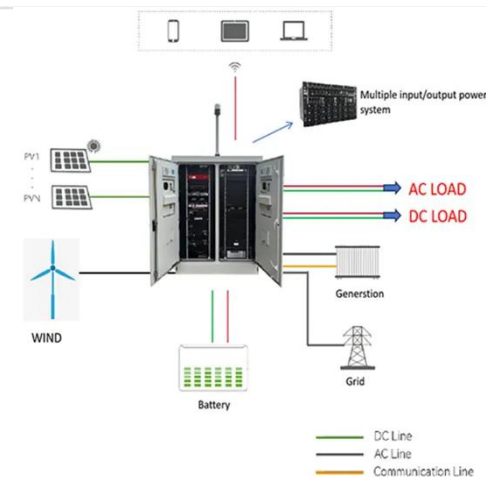 Multiple input/output power
system
PV1
PVN
AC LOAD
DC LOAD
WIND
Generstion
Grid
Battery
DC Line
AC Line
Communication Line